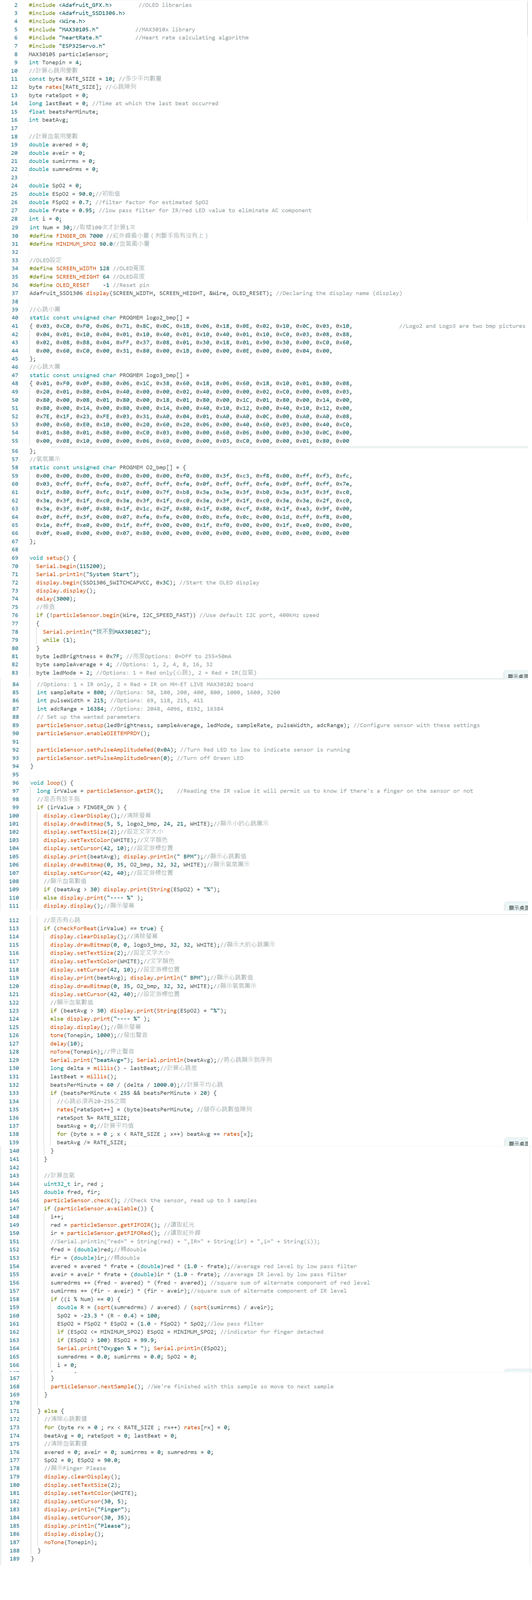 2 #include <Adafruit_GFX.h> //OLED libraries
3 #include <Adafruit_SSD1306.h>
4 #include <Wire.h>
5 #include "MAX30105.h" //MAX3010x library
6 #include "heartRate.h" //Heart rate calculating algorithm
7 #include "ESP32Servo.h"
8 MAX30105 particleSensor;
9 int Tonepin = 4;
10 //計算心跳用變數
11 const byte RATE_SIZE = 10; //多少平均數量
12 byte rates[RATE_SIZE]; //心跳陣列
13 byte rateSpot = 0;
14 long lastBeat = 0; //Time at which the last beat occurred
15 float beatsPerMinute;
16 int beatAvg;
17
18 //計算血氧用變數
19 double avered = 0;
20 double aveir = 0;
21 double sumirrms = 0;
22 double sumredrms = 0;
23
24 double SpO2 = 0;
25 double ESpO2 = 90.0;//初始值
26 double FSpO2 = 0.7; //filter factor for estimated SpO2
27 double frate = 0.95; //low pass filter for IR/red LED value to eliminate AC component
28 int i = 0;
29 int Num = 30;//取樣100次才計算1次
30 #define FINGER_ON 7000 //紅外線最小量（判斷手指有沒有上）
31 #define MINIMUM_SPO2 90.0//血氧最小量
32
33 //OLED設定
34 #define SCREEN_WIDTH 128 //OLED寬度
35 #define SCREEN_HEIGHT 64 //OLED高度
36 #define OLED_RESET -1 //Reset pin
37 Adafruit_SSD1306 display(SCREEN_WIDTH, SCREEN_HEIGHT, &Wire, OLED_RESET); //Declaring the display name (display)
38
39 //心跳小圖
40 static const unsigned char PROGMEM logo2_bmp[] =
41 { 0x03, 0xC0, 0xF0, 0x06, 0x71, 0x8C, 0x0C, 0x18, 0x06, 0x18, 0x0E, 0x02, 0x10, 0x0C, 0x03, 0x10, //Logo2 and Logo3 are two bmp pictures
42 0x04, 0x01, 0x10, 0x04, 0x01, 0x10, 0x40, 0x01, 0x10, 0x40, 0x01, 0x10, 0xC0, 0x03, 0x08, 0x88,
43 0x02, 0x08, 0x88, 0x04, 0xFF, 0x37, 0x08, 0x01, 0x30, 0x18, 0x01, 0x90, 0x30, 0x00, 0xC0, 0x60,
44 0x00, 0x60, 0xC0, 0x00, 0x31, 0x80, 0x00, 0x1B, 0x00, 0x00, 0x0E, 0x00, 0x00, 0x04, 0x00,
45 };
46 //心跳大圖
47 static const unsigned char PROGMEM logo3_bmp[] =
48 { 0x01, 0xF0, 0x0F, 0x80, 0x06, 0x1C, 0x38, 0x60, 0x18, 0x06, 0x60, 0x18, 0x10, 0x01, 0x80, 0x08,
49 0x20, 0x01, 0x80, 0x04, 0x40, 0x00, 0x00, 0x02, 0x40, 0x00, 0x00, 0x02, 0xC0, 0x00, 0x08, 0x03,
50 0x80, 0x00, 0x08, 0x01, 0x80, 0x00, 0x18, 0x01, 0x80, 0x00, 0x1C, 0x01, 0x80, 0x00, 0x14, 0x00,
51 0x80, 0x00, 0x14, 0x00, 0x80, 0x00, 0x14, 0x00, 0x40, 0x10, 0x12, 0x00, 0x40, 0x10, 0x12, 0x00,
52 0x7E, 0x1F, 0x23, 0xFE, 0x03, 0x31, 0xA0, 0x04, 0x01, 0xA0, 0xA0, 0x0C, 0x00, 0xA0, 0xA0, 0x08,
53 0x00, 0x60, 0xE0, 0x10, 0x00, 0x20, 0x60, 0x20, 0x06, 0x00, 0x40, 0x60, 0x03, 0x00, 0x40, 0xC0,
54 0x01, 0x80, 0x01, 0x80, 0x00, 0xC0, 0x03, 0x00, 0x00, 0x60, 0x06, 0x00, 0x00, 0x30, 0x0C, 0x00,
55 0x00, 0x08, 0x10, 0x00, 0x00, 0x06, 0x60, 0x00, 0x00, 0x03, 0xC0, 0x00, 0x00, 0x01, 0x80, 0x00
56 };
57 //氧氣圖示
58 static const unsigned char PROGMEM O2_bmp[] = {
59 0x00, 0x00, 0x00, 0x00, 0x00, 0x00, 0x00, 0xf0, 0x00, 0x3f, 0xc3, 0xf8, 0x00, 0xff, 0xf3, 0xfc,
60 0x03, 0xff, 0xff, 0xfe, 0x07, 0xff, 0xff, 0xfe, 0x0f, 0xff, 0xff, 0xfe, 0x0f, 0xff, 0xff, 0x7e,
61 0x1f, 0x80, 0xff, 0xfc, 0x1f, 0x00, 0x7f, 0xb8, 0x3e, 0x3e, 0x3f, 0xb0, 0x3e, 0x3f, 0x3f, 0xc0,
62 0x3e, 0x3f, 0x1f, 0xc0, 0x3e, 0x3f, 0x1f, 0xc0, 0x3e, 0x3f, 0x1f, 0xc0, 0x3e, 0x3e, 0x2f, 0xc0,
63 0x3e, 0x3f, 0x0f, 0x80, 0x1f, 0x1c, 0x2f, 0x80, 0x1f, 0x80, 0xcf, 0x80, 0x1f, 0xe3, 0x9f, 0x00,
64 0x0f, 0xff, 0x3f, 0x00, 0x07, 0xfe, 0xfe, 0x00, 0x0b, 0xfe, 0x0c, 0x00, 0x1d, 0xff, 0xf8, 0x00,
65 0x1e, 0xff, 0xe0, 0x00, 0x1f, 0xff, 0x00, 0x00, 0x1f, 0xf0, 0x00, 0x00, 0x1f, 0xe0, 0x00, 0x00,
66 0x0f, 0xe0, 0x00, 0x00, 0x07, 0x80, 0x00, 0x00, 0x00, 0x00, 0x00, 0x00, 0x00, 0x00, 0x00, 0x00
67 };
68
69 void setup() {
70 Serial.begin(115200);
71 Serial.println("System Start");
72 display.begin(SSD1306_SWITCHCAPVCC, 0x3C); //Start the OLED display
73 display.display();
74 delay(3000);
75 //檢查
76 if (!particleSensor.begin(Wire, I2C_SPEED_FAST)) //Use default I2C port, 400kHz speed
77 {
78 Serial.println("找不到MAX30102");
79 while (1);
80 }
81 byte ledBrightness = 0x7F; //亮度Options: 0=Off to 255=50mA
82 byte sampleAverage = 4; //Options: 1, 2, 4, 8, 16, 32
83 byte ledMode = 2; //Options: 1 = Red only(心跳), 2 = Red + IR(血氧)
顯示桌面
84 //Options: 1 = IR only, 2 = Red + IR on MH-ET LIVE MAX30102 board
85 int sampleRate = 800; //Options: 50, 100, 200, 400, 800, 1000, 1600, 3200
86 int pulseWidth = 215; //Options: 69, 118, 215, 411
87 int adcRange = 16384; //Options: 2048, 4096, 8192, 16384
88 // Set up the wanted parameters
89 particleSensor.setup(ledBrightness, sampleAverage, ledMode, sampleRate, pulseWidth, adcRange); //Configure sensor with these settings
90 particleSensor.enableDIETEMPRDY();
91
92 particleSensor.setPulseAmplitudeRed(0x0A); //Turn Red LED to low to indicate sensor is running
93 particleSensor.setPulseAmplitudeGreen(0); //Turn off Green LED
94 }
95
96 void loop() {
97 long irValue = particleSensor.getIR(); //Reading the IR value it will permit us to know if there's a finger on the sensor or not
98 //是否有放手指
99 if (irValue > FINGER_ON ) {
100 display.clearDisplay();//清除螢幕
101 display.drawBitmap(5, 5, logo2_bmp, 24, 21, WHITE);//顯示小的心跳圖示
102 display.setTextSize(2);//設定文字大小
103 display.setTextColor(WHITE);//文字顏色
104 display.setCursor(42, 10);//設定游標位置
105 display.print(beatAvg); display.println(" BPM");//顯示心跳數值
106 display.drawBitmap(0, 35, O2_bmp, 32, 32, WHITE);//顯示氧氣圖示
107 display.setCursor(42, 40);//設定游標位置
108 //顯示血氧數值
109 if (beatAvg > 30) display.print(String(ESpO2) + "%");
110 else display.print("---- %" );
111 display.display();//顯示螢幕
顯示桌面
112 //是否有心跳
113 if (checkForBeat(irValue) == true) {
114 display.clearDisplay();//清除螢幕
115 display.drawBitmap(0, 0, logo3_bmp, 32, 32, WHITE);//顯示大的心跳圖示
116 display.setTextSize(2);//設定文字大小
117 display.setTextColor(WHITE);//文字顏色
118 display.setCursor(42, 10);//設定游標位置
119 display.print(beatAvg); display.println(" BPM");//顯示心跳數值
120 display.drawBitmap(0, 35, O2_bmp, 32, 32, WHITE);//顯示氧氣圖示
121 display.setCursor(42, 40);//設定游標位置
122 //顯示血氧數值
123 if (beatAvg > 30) display.print(String(ESpO2) + "%");
124 else display.print("---- %" );
125 display.display();//顯示螢幕
126 tone(Tonepin, 1000);//發出聲音
127 delay(10);
128 noTone(Tonepin);//停止聲音
129 Serial.print("beatAvg="); Serial.println(beatAvg);//將心跳顯示到序列
130 long delta = millis() - lastBeat;//計算心跳差
131 lastBeat = millis();
132 beatsPerMinute = 60 / (delta / 1000.0);//計算平均心跳
133 if (beatsPerMinute < 255 && beatsPerMinute > 20) {
134 //心跳必須再20-255之間
135 rates[rateSpot++] = (byte)beatsPerMinute; //儲存心跳數值陣列
136 rateSpot %= RATE_SIZE;
137 beatAvg = 0;//計算平均值
138 for (byte x = 0 ; x < RATE_SIZE ; x++) beatAvg += rates[x];
139 beatAvg /= RATE_SIZE;
顯示桌面
140 }
141 }
142
143 //計算血氧
144 uint32_t ir, red ;
145 double fred, fir;
146 particleSensor.check(); //Check the sensor, read up to 3 samples
147 if (particleSensor.available()) {
148 i++;
149 red = particleSensor.getFIFOIR(); //讀取紅光
150 ir = particleSensor.getFIFORed(); //讀取紅外線
151 //Serial.println("red=" + String(red) + ",IR=" + String(ir) + ",i=" + String(i));
152 fred = (double)red;//轉double
153 fir = (double)ir;//轉double
154 avered = avered * frate + (double)red * (1.0 - frate);//average red level by low pass filter
155 aveir = aveir * frate + (double)ir * (1.0 - frate); //average IR level by low pass filter
156 sumredrms += (fred - avered) * (fred - avered); //square sum of alternate component of red level
157 sumirrms += (fir - aveir) * (fir - aveir);//square sum of alternate component of IR level
158 if ((i % Num) == 0) {
159 double R = (sqrt(sumredrms) / avered) / (sqrt(sumirrms) / aveir);
160 SpO2 = -23.3 * (R - 0.4) + 100;
161 ESpO2 = FSpO2 * ESpO2 + (1.0 - FSpO2) * SpO2;//low pass filter
162 if (ESpO2 <= MINIMUM_SPO2) ESpO2 = MINIMUM_SPO2; //indicator for finger detached
163 if (ESpO2 > 100) ESpO2 = 99.9;
164 Serial.print("Oxygen % = "); Serial.println(ESpO2);
165 sumredrms = 0.0; sumirrms = 0.0; SpO2 = 0;
166 i = 0;
167 }
168 particleSensor.nextSample(); //We're finished with this sample so move to next sample
169 }
170
171 } else {
172 //清除心跳數據
173 for (byte rx = 0 ; rx < RATE_SIZE ; rx++) rates[rx] = 0;
174 beatAvg = 0; rateSpot = 0; lastBeat = 0;
175 //清除血氧數據
176 avered = 0; aveir = 0; sumirrms = 0; sumredrms = 0;
177 SpO2 = 0; ESpO2 = 90.0;
178 //顯示Finger Please
179 display.clearDisplay();
180 display.setTextSize(2);
181 display.setTextColor(WHITE);
182 display.setCursor(30, 5);
183 display.println("Finger");
184 display.setCursor(30, 35);
185 display.println("Please");
186 display.display();
187 noTone(Tonepin);
188 }
189 }